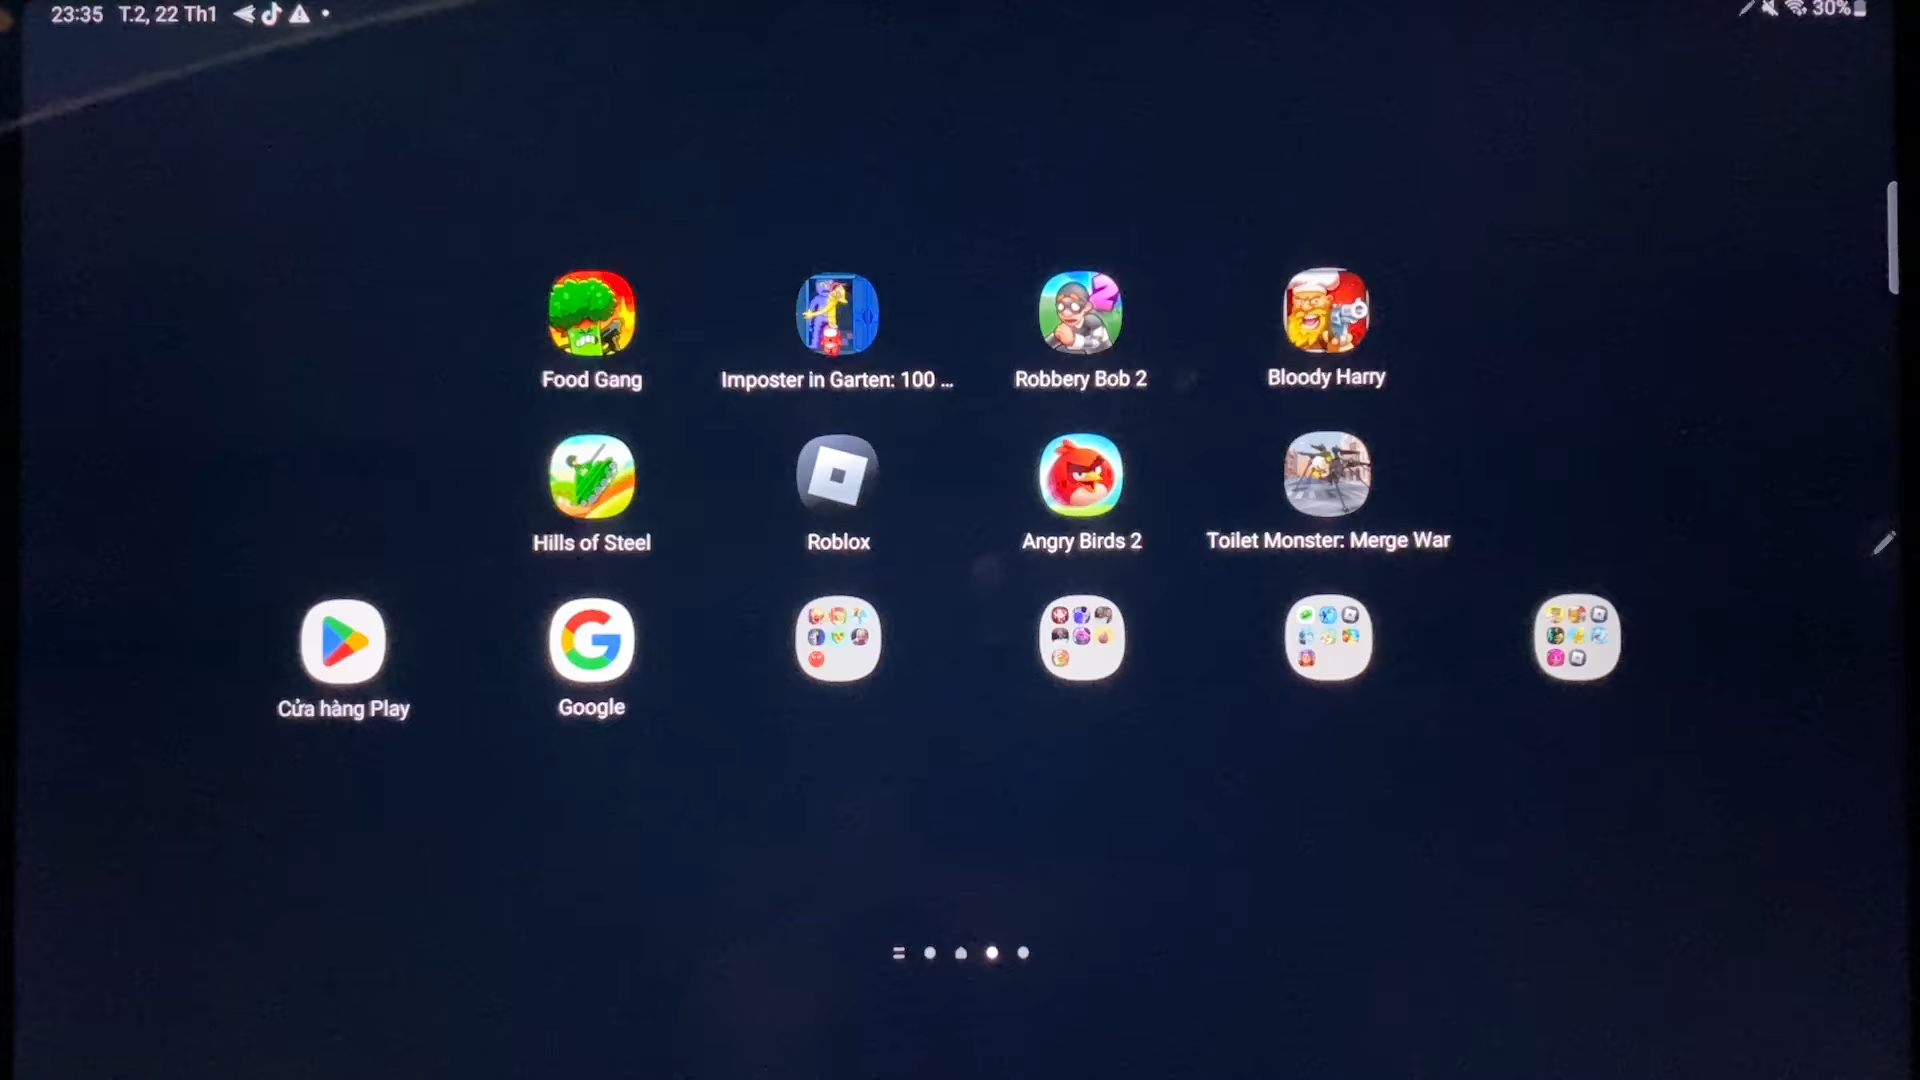 23:35 T.2, 22 Th1
30%
Food Gang
Imposter in Garten: 100 ...
Robbery Bob 2
Bloody Harry
Hills of Steel
Roblox
Angry Birds 2
Toilet Monster: Merge War
Cửa hàng Play
Google